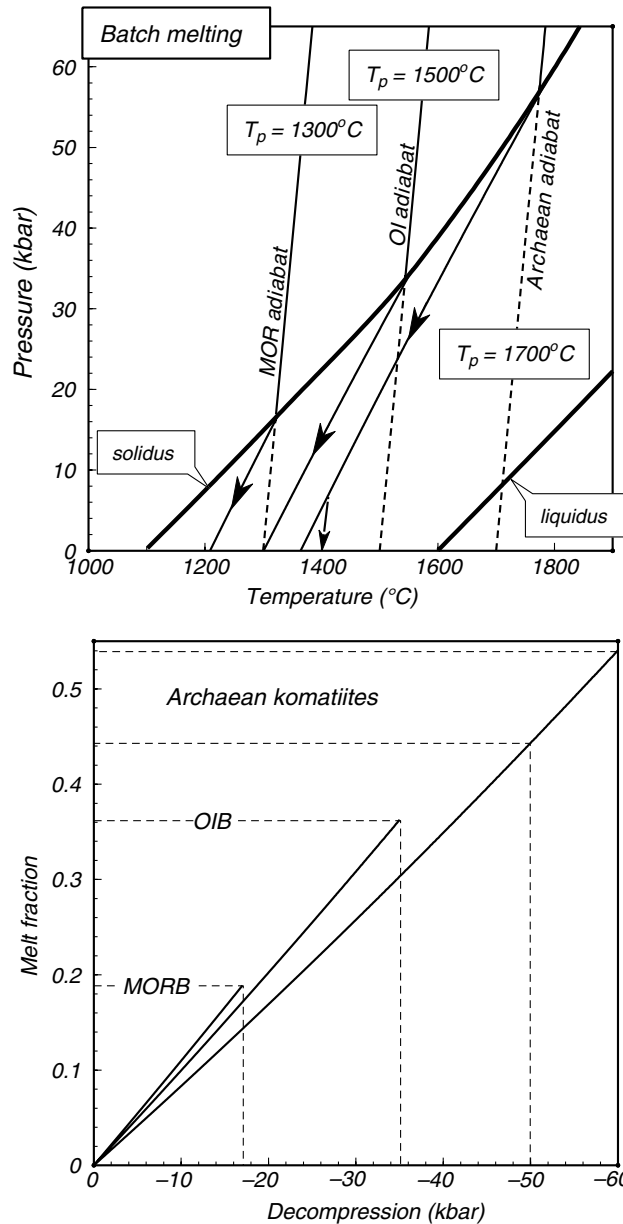 Batch melting
60
50
40
30
20
10
0
Pressure (kbar)
T_p = 1300°C
T_p = 1500°C
T_p = 1700°C
MOR adiabat
OI adiabat
Archaean adiabat
solidus
liquidus
1000
1200
1400
1600
1800
Temperature (°C)
0.5
0.4
0.3
0.2
0.1
0
Melt fraction
Archaean komatiites
OIB
MORB
0
–10
–20
–30
–40
–50
–60
Decompression (kbar)